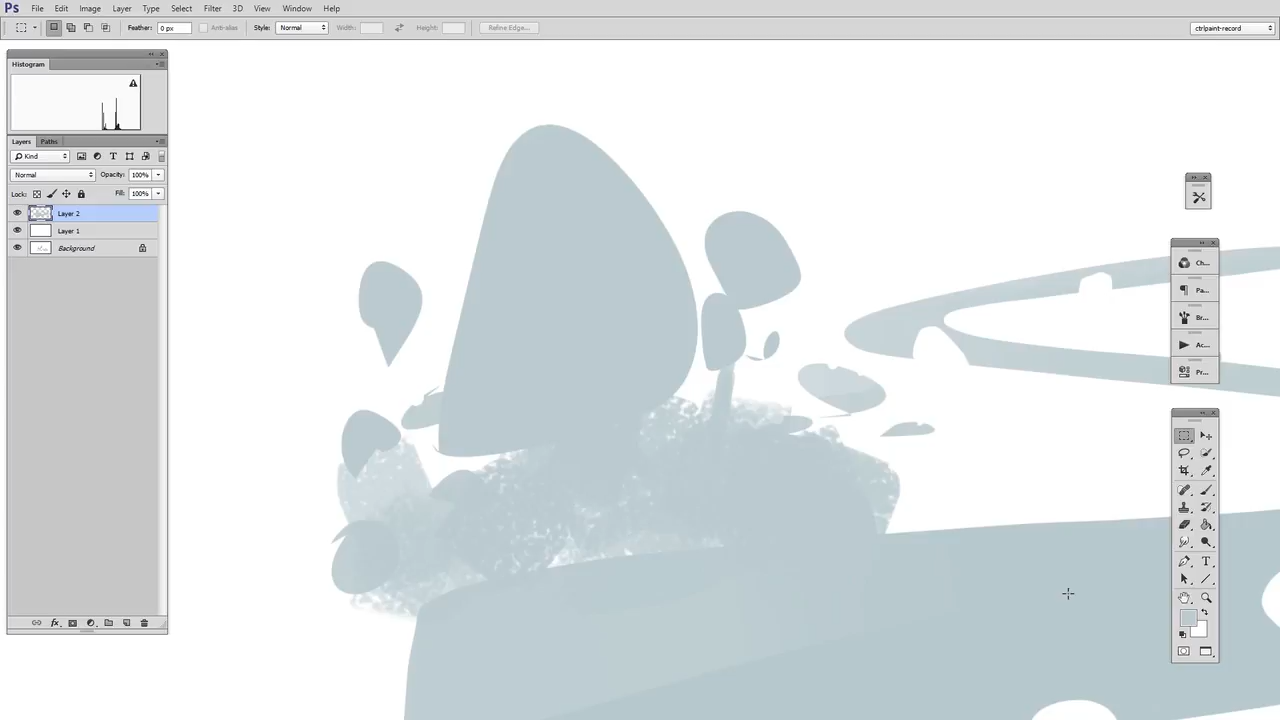 Ps File Edit Image Layer Type Select Filter 3D View Window Help
Feather: 0 px Anti-alias Style: Normal Width: Height: Refine Edge... ctrlpaint-record
Histogram
Layers Paths
Kind
Normal Opacity: 100%
Lock: Fill: 100%
Layer 2
Layer 1
Background
Ch...
Pa...
Br...
Ac...
Pr...